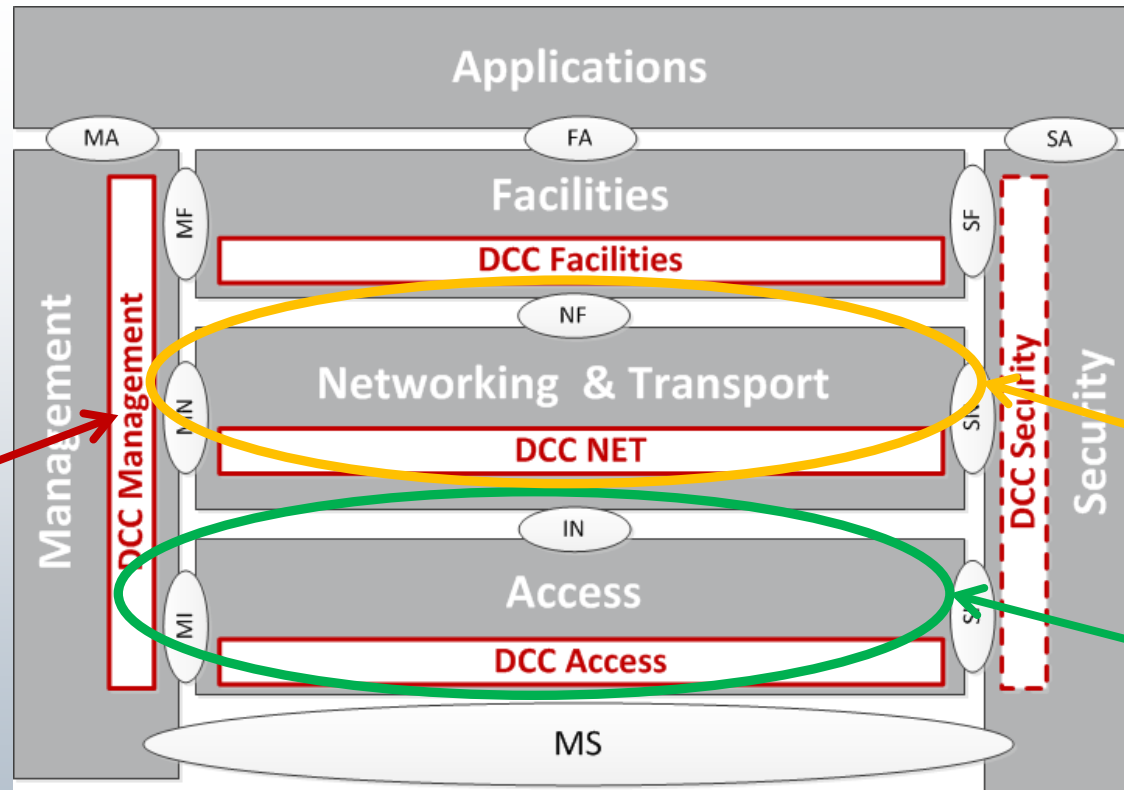 Applications
MA
FA
SA
Facilities
MF
SF
DCC Facilities
NF
Management
DCC Management
MN
Networking & Transport
DCC NET
DCC Security
Security
IN
MI
Access
DCC Access
MS